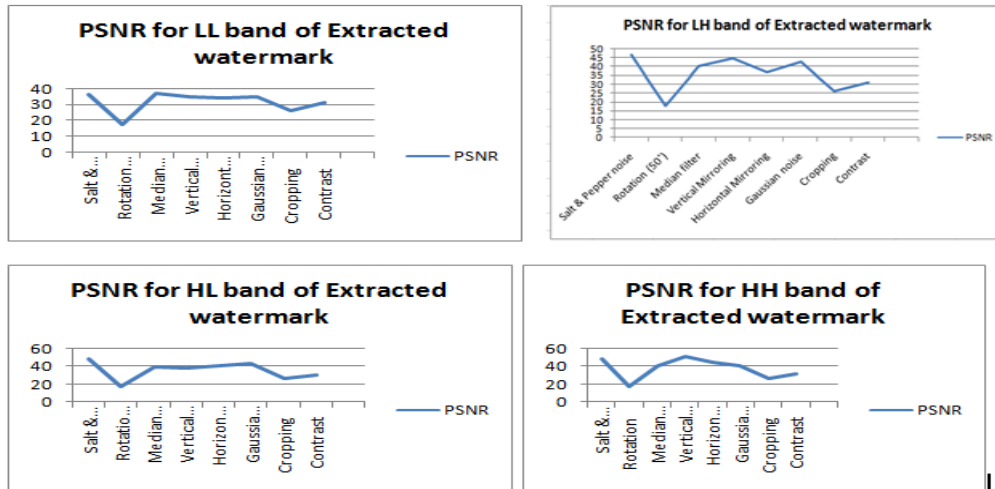 PSNR for LL band of Extracted
watermark
40
30
20
10
0
PSNR
Salt &...
Rotation...
Median...
Vertical...
Horizont...
Gaussian...
Cropping
Contrast
PSNR for LH band of Extracted watermark
50
45
40
35
30
25
20
15
10
5
0
PSNR
Salt & Pepper noise
Rotation (50°)
Median filter
Vertical Mirroring
Horizontal Mirroring
Gaussian noise
Cropping
Contrast
PSNR for HL band of Extracted
watermark
60
40
20
0
PSNR
Salt &...
Rotatio...
Median...
Vertical...
Horizon...
Gaussia...
Cropping
Contrast
PSNR for HH band of
Extracted watermark
60
40
20
0
PSNR
Salt &...
Rotation
Median...
Vertical...
Horizon...
Gaussia...
Cropping
Contrast